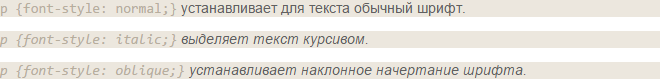 p {font-style: normal;} устанавливает для текста обычный шрифт.
p {font-style: italic;} выделяет текст курсивом.
p {font-style: oblique;} устанавливает наклонное начертание шрифта.